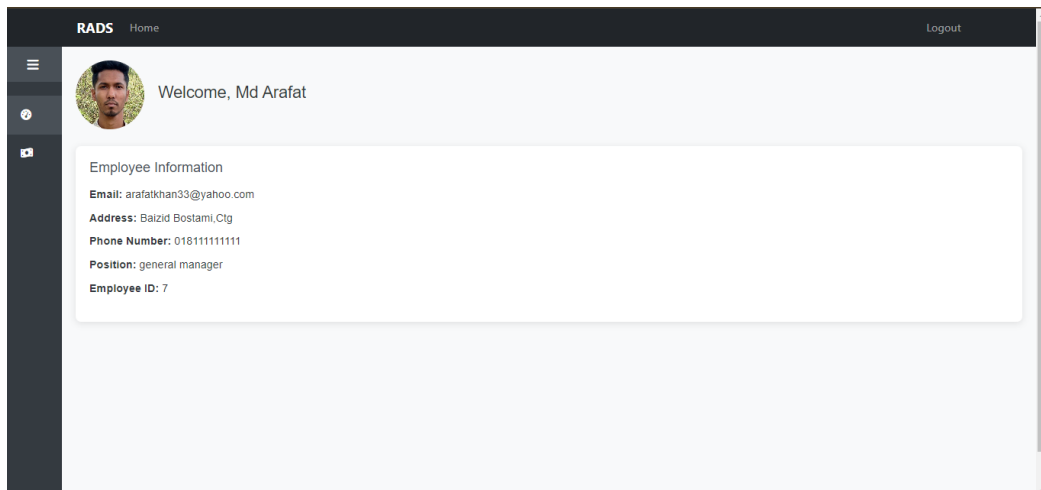 RADS Home Logout
Welcome, Md Arafat
Employee Information
Email: arafatkhan33@yahoo.com
Address: Baizid Bostami,Ctg
Phone Number: 018111111111
Position: general manager
Employee ID: 7